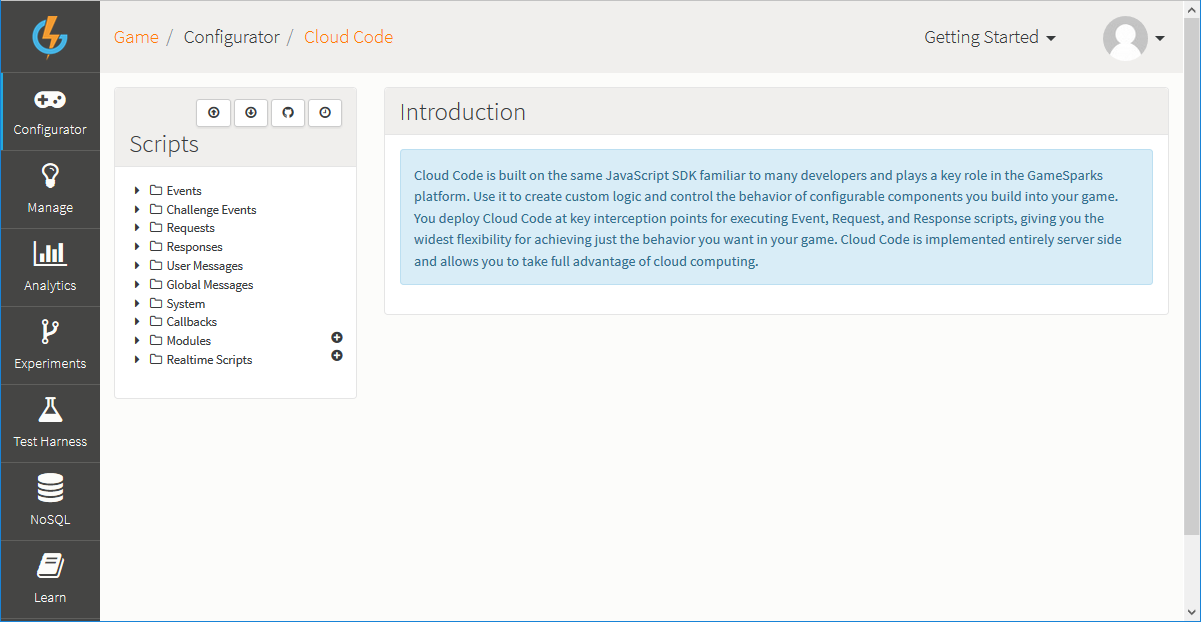 Game / Configurator / Cloud Code
Getting Started
Configurator
Manage
Analytics
Experiments
Test Harness
NoSQL
Learn
Scripts
Events
Challenge Events
Requests
Responses
User Messages
Global Messages
System
Callbacks
Modules
Realtime Scripts
Introduction
Cloud Code is built on the same JavaScript SDK familiar to many developers and plays a key role in the GameSparks
platform. Use it to create custom logic and control the behavior of configurable components you build into your game.
You deploy Cloud Code at key interception points for executing Event, Request, and Response scripts, giving you the
widest flexibility for achieving just the behavior you want in your game. Cloud Code is implemented entirely server side
and allows you to take full advantage of cloud computing.